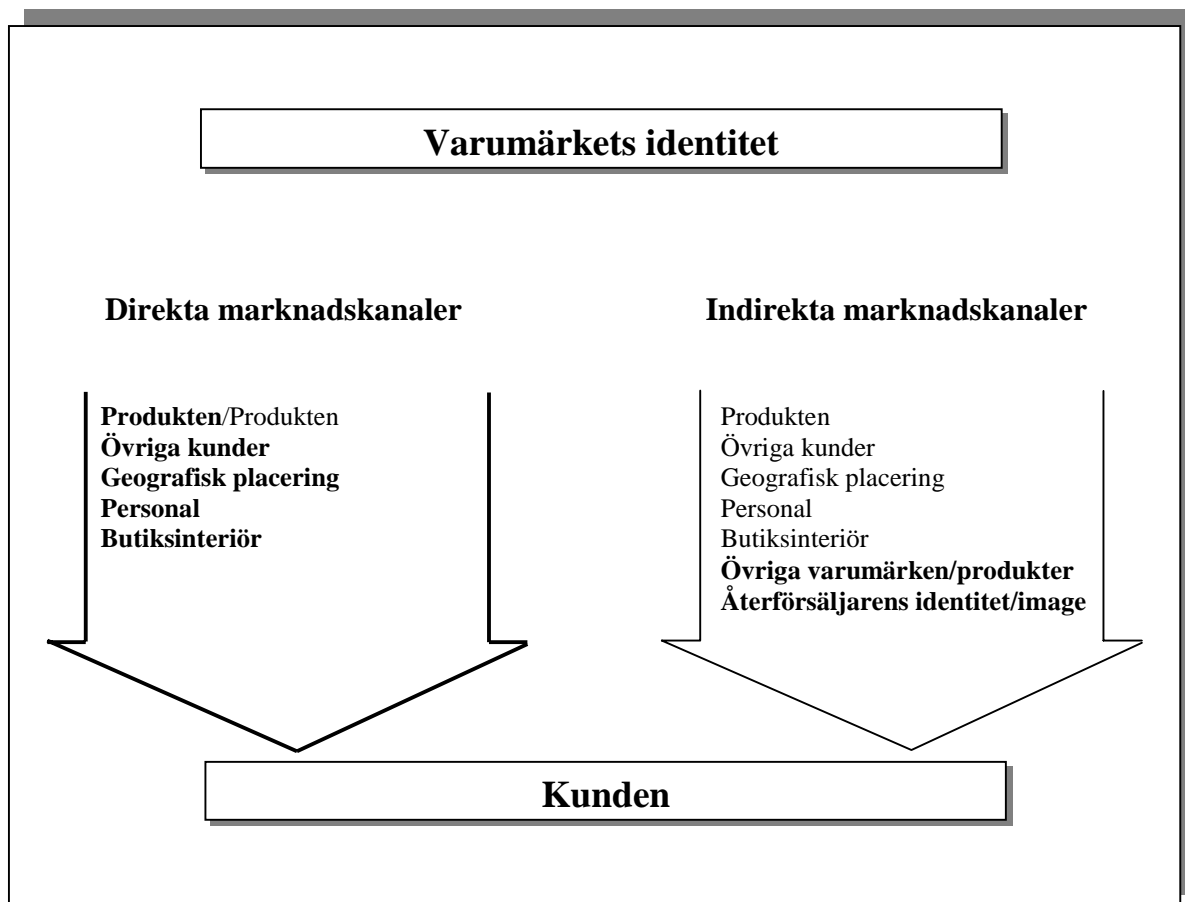 Varumärkets identitet
Direkta marknadskanaler
Produkten/Produkten
Övriga kunder
Geografisk placering
Personal
Butiksinteriör
Indirekta marknadskanaler
Produkten
Övriga kunder
Geografisk placering
Personal
Butiksinteriör
Övriga varumärken/produkter
Återförsäljarens identitet/image
Kunden